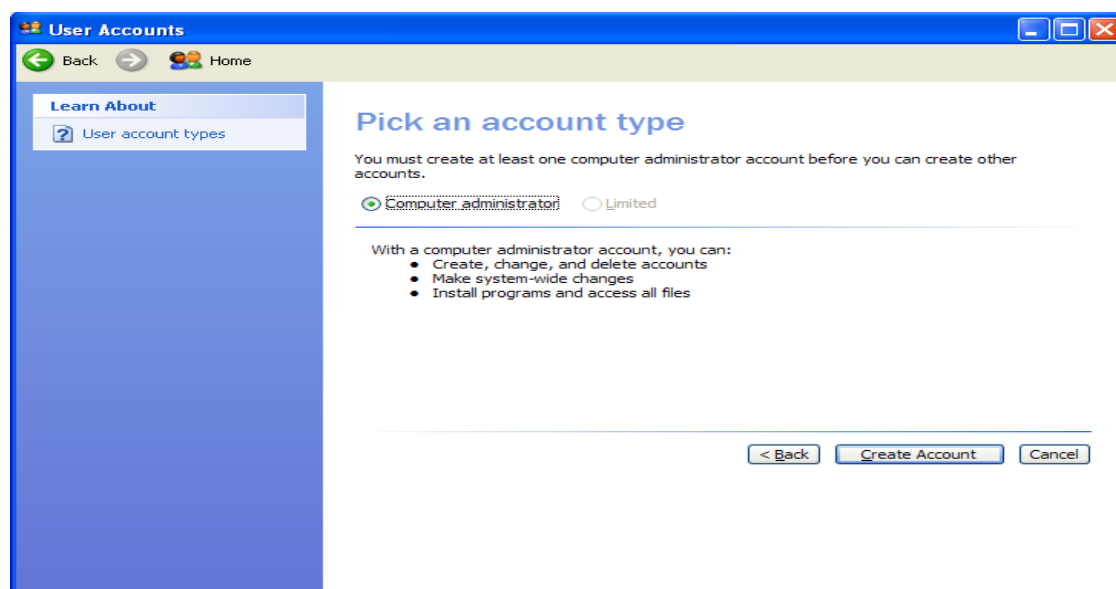 User Accounts
Back Home
Learn About
User account types
Pick an account type
You must create at least one computer administrator account before you can create other
accounts.
Computer administrator Limited
With a computer administrator account, you can:
• Create, change, and delete accounts
• Make system-wide changes
• Install programs and access all files
< Back Create Account Cancel